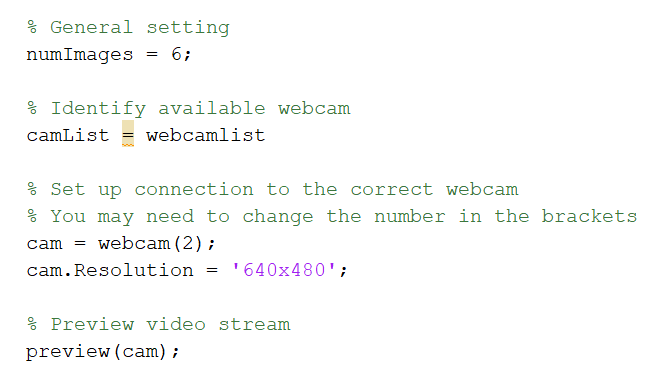 % General setting
numImages = 6;
% Identify available webcam
camList = webcamlist
% Set up connection to the correct webcam
% You may need to change the number in the brackets
cam = webcam(2);
cam.Resolution = '640x480';
% Preview video stream
preview(cam);